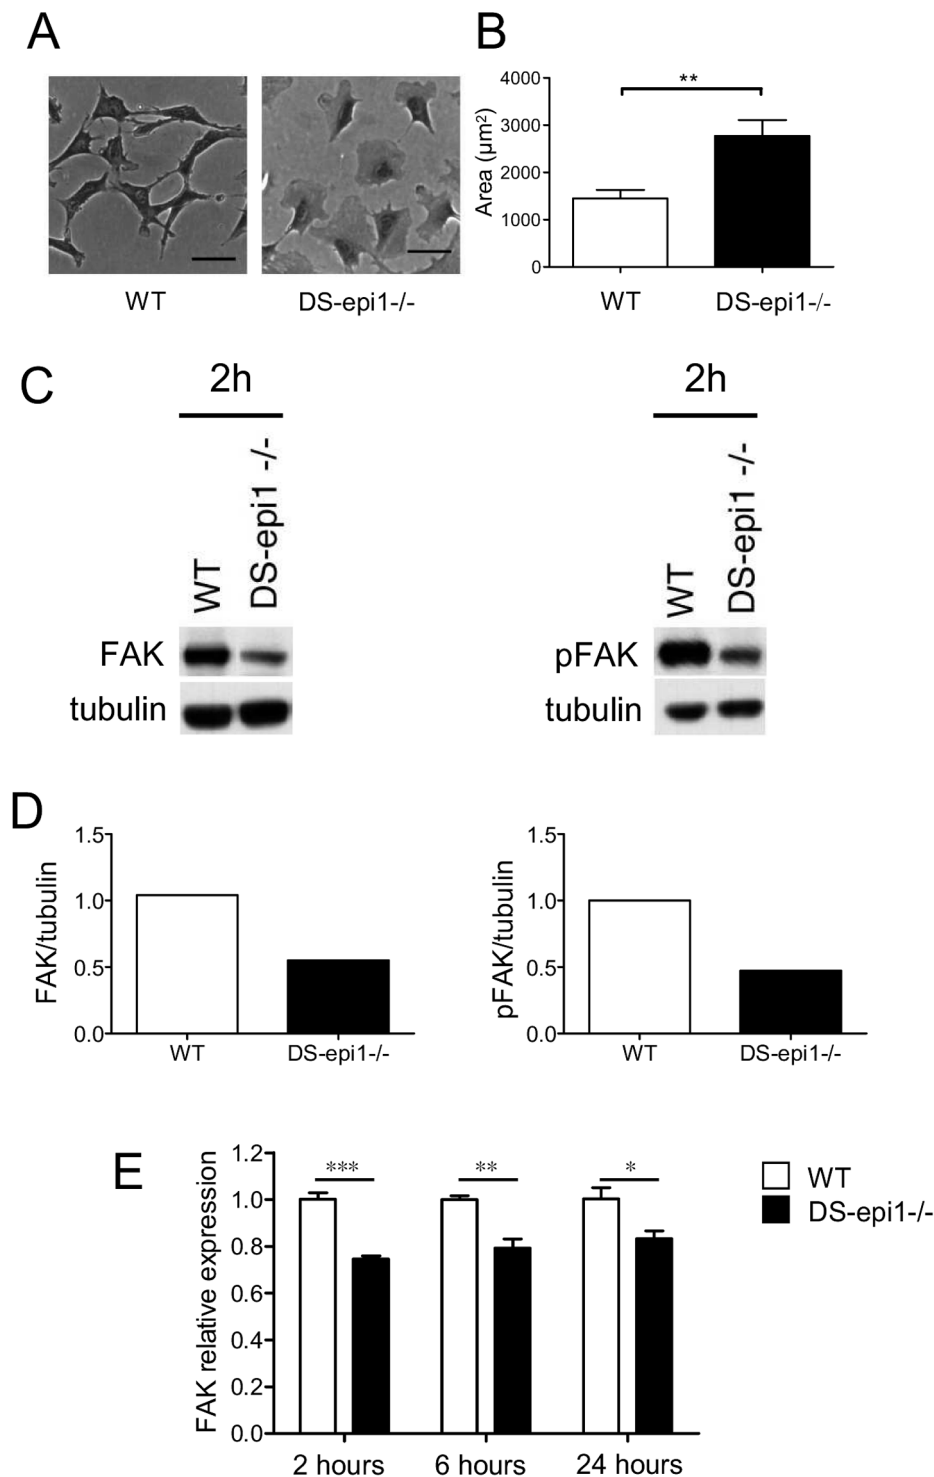 A
WT
DS-epi1-/-
B
**
4000
3000
2000
1000
0
Area (µm²)
WT
DS-epi1-/-
C
2h
WT
DS-epi1 -/-
FAK
tubulin
2h
WT
DS-epi1 -/-
pFAK
tubulin
D
1.5
1.0
0.5
0.0
FAK/tubulin
WT
DS-epi1-/-
1.5
1.0
0.5
0.0
pFAK/tubulin
WT
DS-epi1-/-
E
1.2
1.0
0.8
0.6
0.4
0.2
0.0
FAK relative expression
***
**
*
2 hours
6 hours
24 hours
WT
DS-epi1-/-